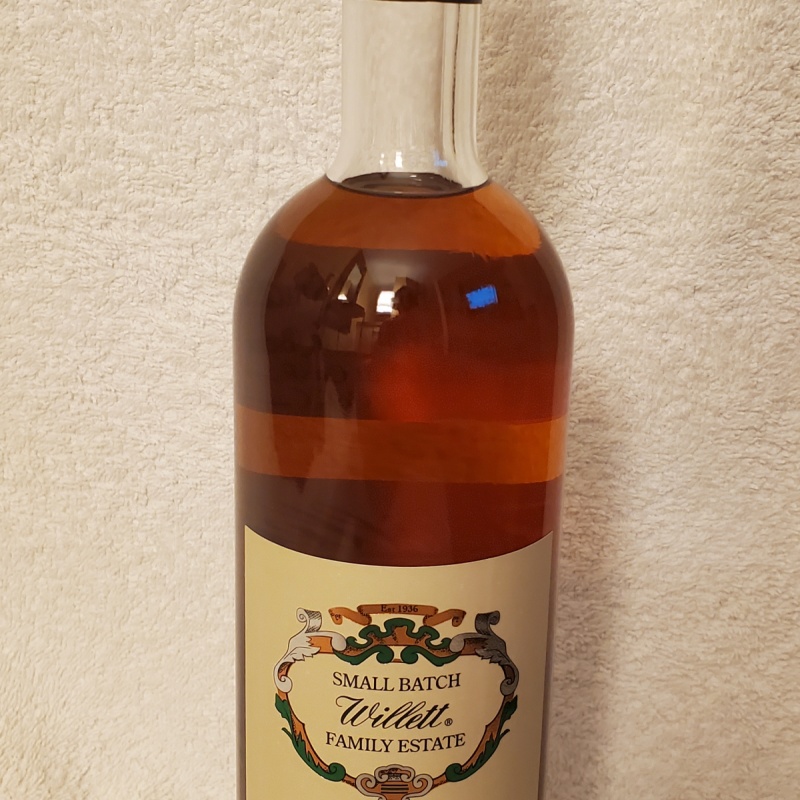 Est 1936
SMALL BATCH
Willett®
FAMILY ESTATE